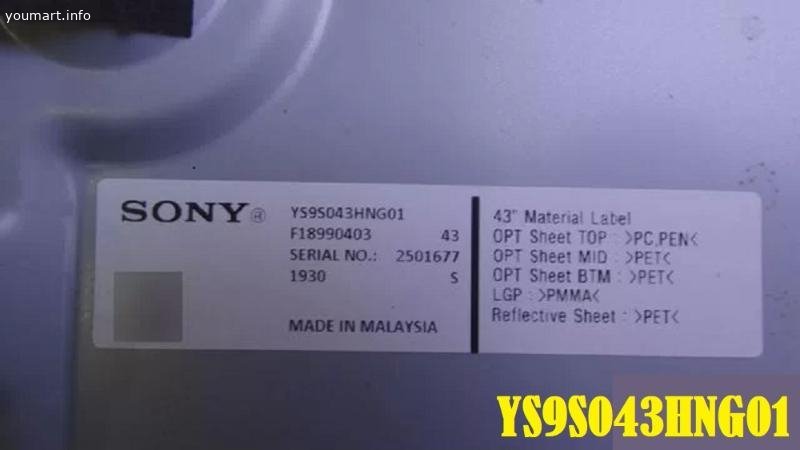 youmart.info
SONY®
YS9S043HNG01
F18990403 43
SERIAL NO.: 2501677
1930 S
MADE IN MALAYSIA
43" Material Label
OPT Sheet TOP : >PC,PEN<
OPT Sheet MID : >PET<
OPT Sheet BTM : >PET<
LGP : >PMMA<
Reflective Sheet : >PET<
YS9S043HNG01